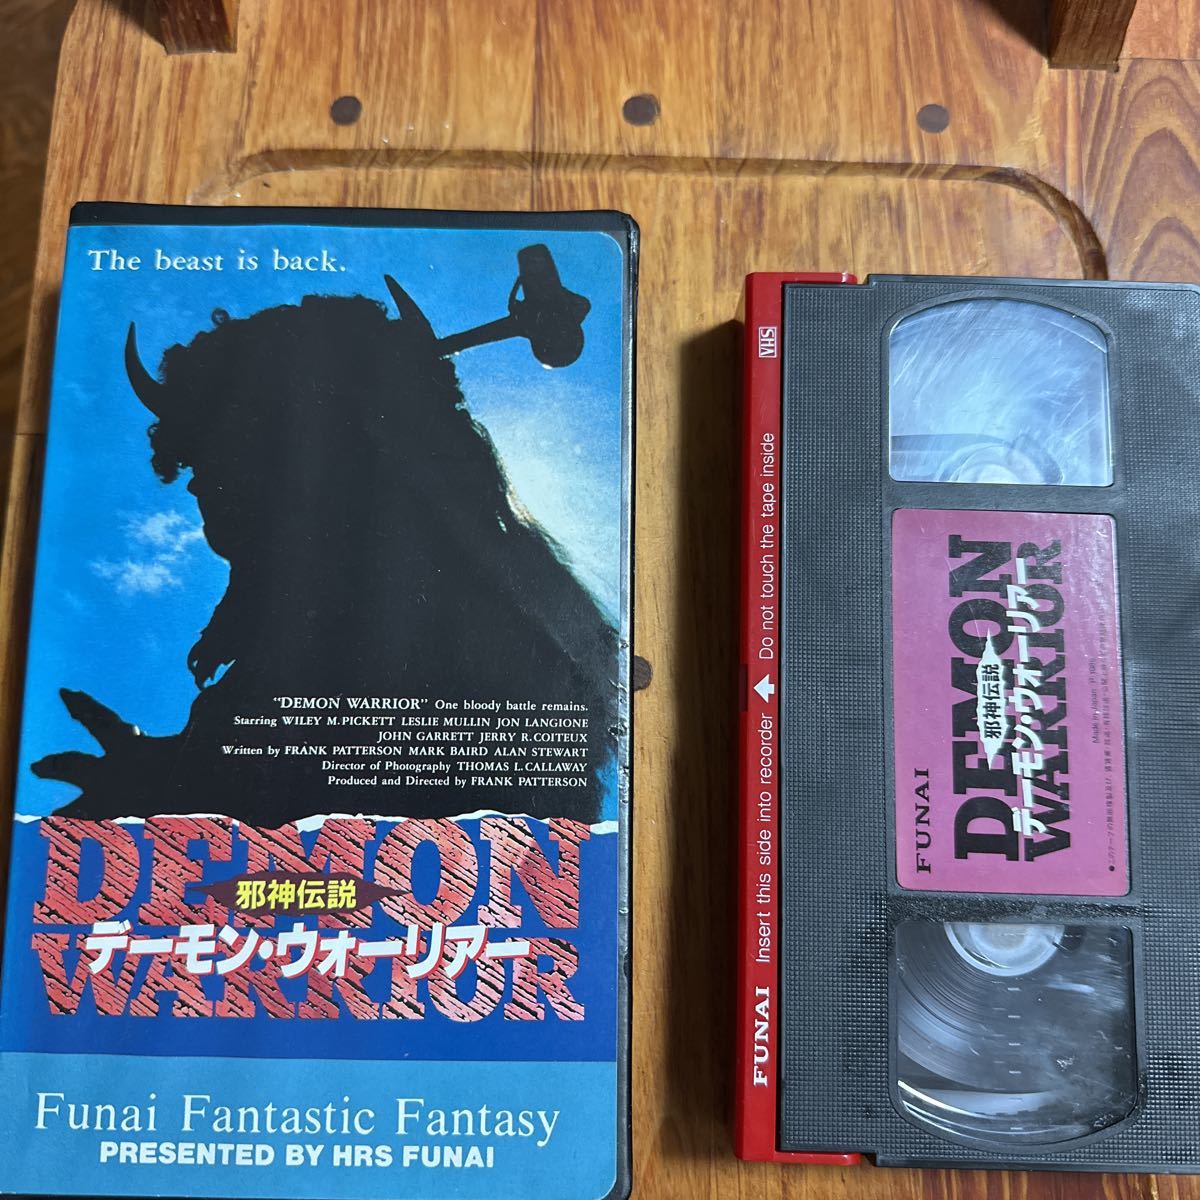 The beast is back.
"DEMON WARRIOR" One bloody battle remains.
Starring WILEY M.PICKETT LESLIE MULLIN JON LANGIONE
JOHN GARRETT JERRY R.COITEUX
Written by FRANK PATTERSON MARK BAIRD ALAN STEWART
Director of Photography THOMAS L.CALLAWAY
Produced and Directed by FRANK PATTERSON
DEMON
邪神伝説
デーモン・ウォーリアー
WARRIOR
Funai Fantastic Fantasy
PRESENTED BY HRS FUNAI
VHS
FUNAI Insert this side into recorder Do not touch the tape inside
FUNAI
DEMON
邪神伝説
デーモン・ウォーリアー
WARRIOR
Made in Japan